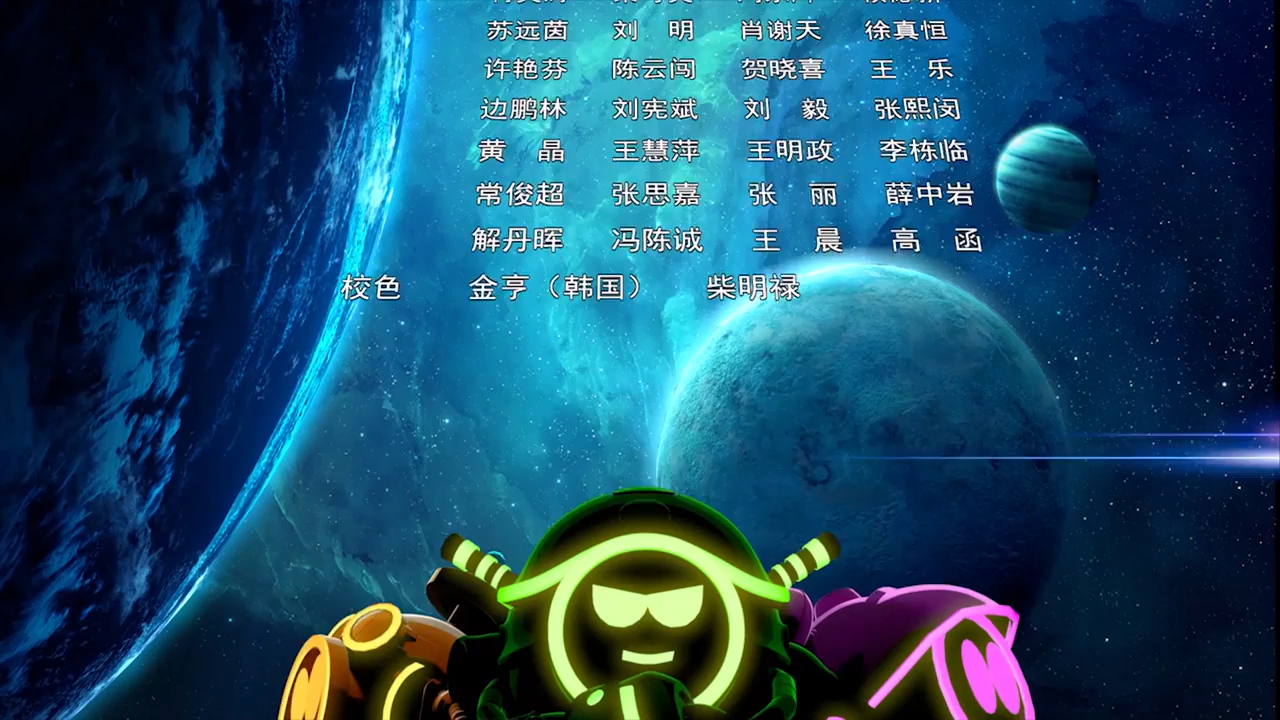 苏远茵 刘 明 肖谢天 徐真恒
许艳芬 陈云闯 贺晓喜 王 乐
边鹏林 刘宪斌 刘 毅 张熙闵
黄 晶 王慧萍 王明政 李栋临
常俊超 张思嘉 张 丽 薛中岩
解丹晖 冯陈诚 王 晨 高 函
校色 金亨（韩国） 柴明禄